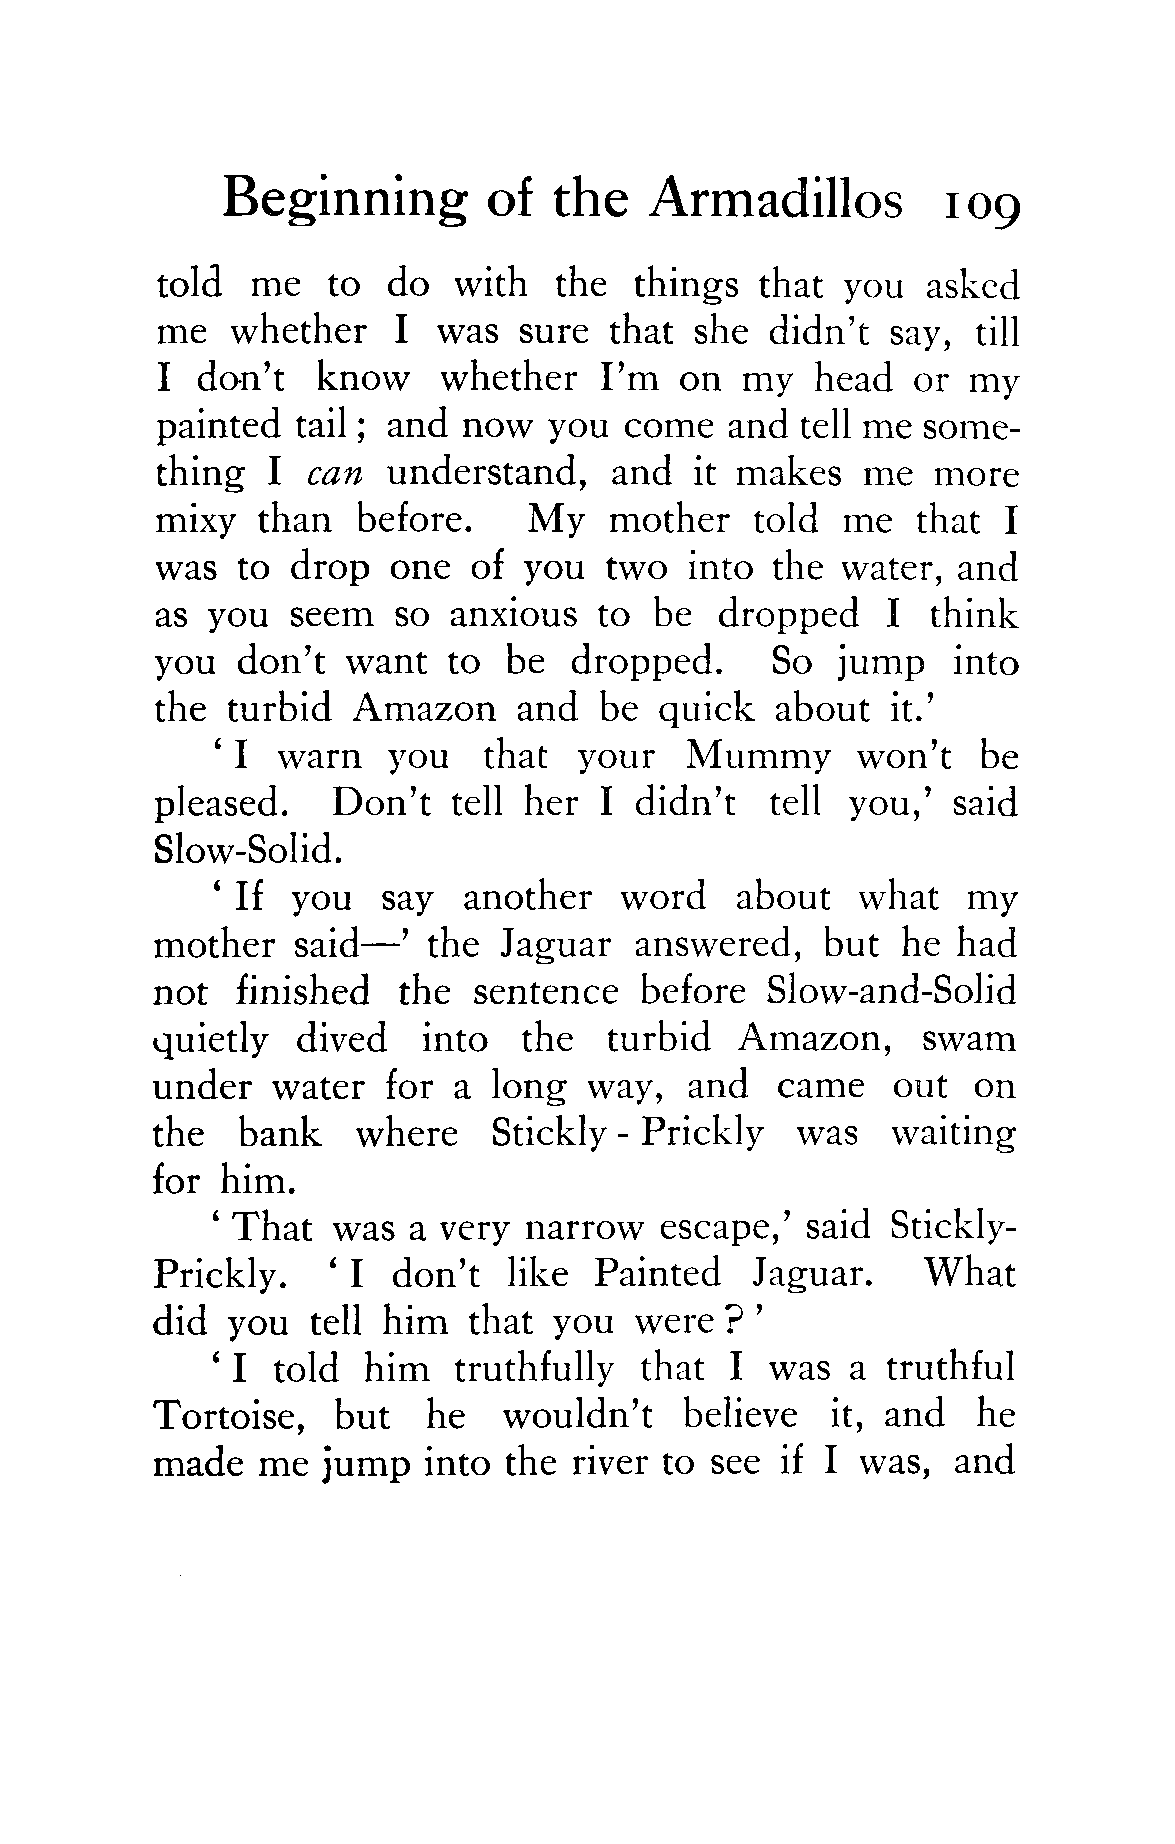 Beginning of the Armadillos 109
told me to do with the things that you asked
me whether I was sure that she didn't say, till
I don't know whether I'm on my head or my
painted tail ; and now you come and tell me some-
thing I can understand, and it makes me more
mixy than before. My mother told me that I
was to drop one of you two into the water, and
as you seem so anxious to be dropped I think
you don't want to be dropped. So jump into
the turbid Amazon and be quick about it.'
' I warn you that your Mummy won't be
pleased. Don't tell her I didn't tell you,' said
Slow-Solid.
' If you say another word about what my
mother said—' the Jaguar answered, but he had
not finished the sentence before Slow-and-Solid
quietly dived into the turbid Amazon, swam
under water for a long way, and came out on
the bank where Stickly - Prickly was waiting
for him.
' That was a very narrow escape,' said Stickly-
Prickly. ' I don't like Painted Jaguar. What
did you tell him that you were ? '
' I told him truthfully that I was a truthful
Tortoise, but he wouldn't believe it, and he
made me jump into the river to see if I was, and